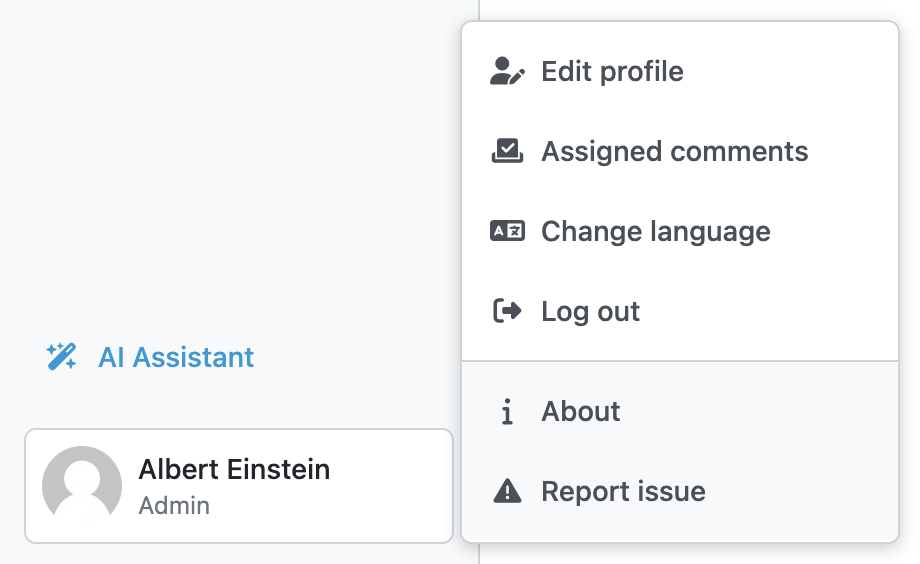 Edit profile
Assigned comments
Change language
Log out
AI Assistant
About
Albert Einstein
Admin
Report issue